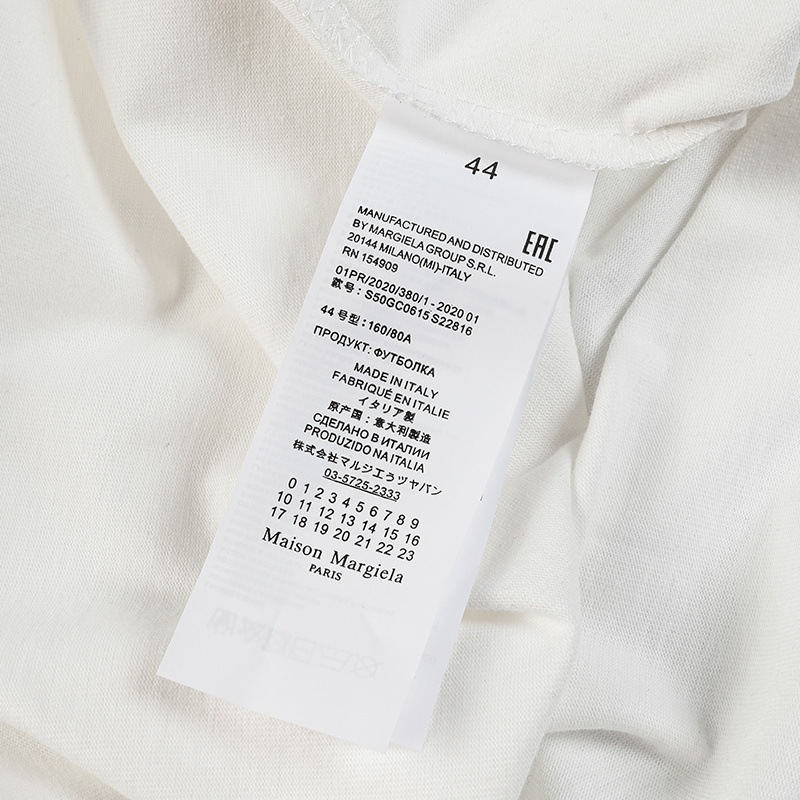 44
MANUFACTURED AND DISTRIBUTED
BY MARGIELA GROUP S.R.L.
20144 MILANO(MI)-ITALY
RN 154909
EAC
01PR/2020/380/1 - 2020 01
款号: S50GC0615 S22816
44 号型: 160/80A
ПРОДУКТ: ФУТБОЛКА
MADE IN ITALY
FABRIQUÉ EN ITALIE
イタリア製
原产国: 意大利製造
СДЕЛАНО В ИТАЛИИ
PRODUZIDO NA ITALIA
株式会社マルジエうツヤパン
03-5725-2333
0 1 2 3 4 5 6 7 8 9
10 11 12 13 14 15 16
17 18 19 20 21 22 23
Maison Margiela
PARIS